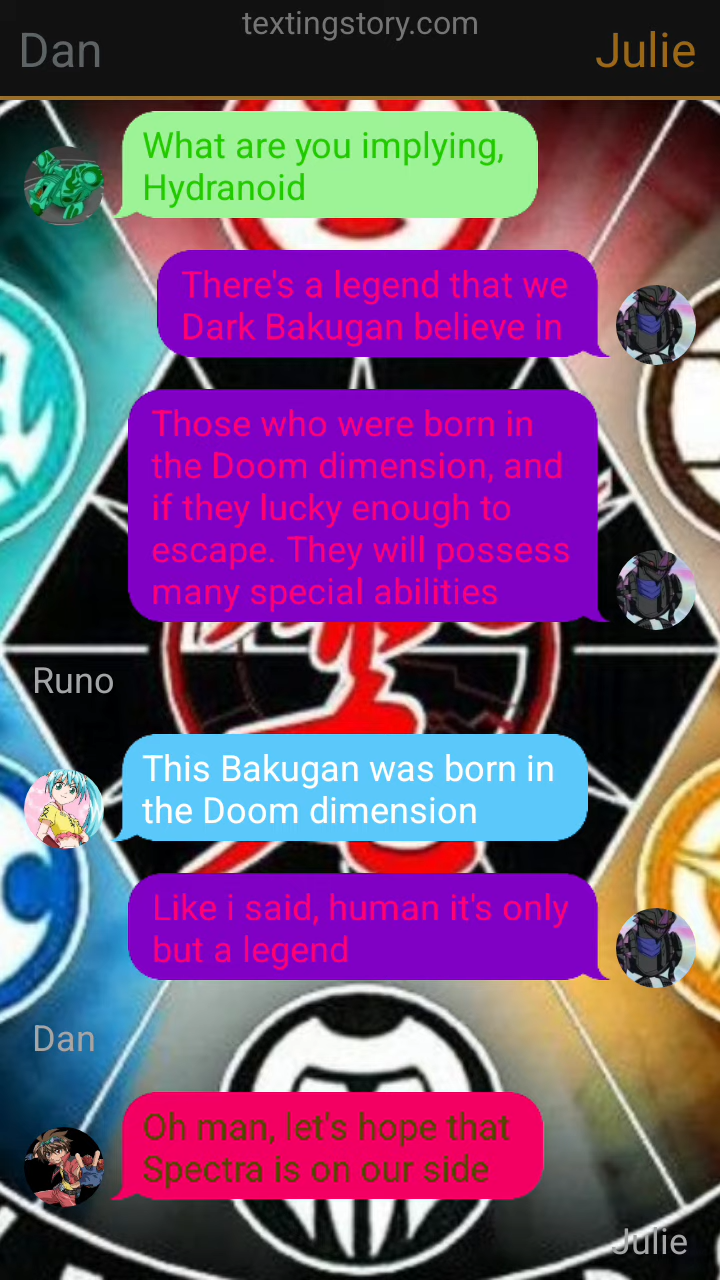 textingstory.com
Dan
Julie
What are you implying,
Hydranoid
There's a legend that we
Dark Bakugan believe in
Those who were born in
the Doom dimension, and
if they lucky enough to
escape. They will possess
many special abilities
Runo
This Bakugan was born in
the Doom dimension
Like i said, human it's only
but a legend
Dan
Oh man, let's hope that
Spectra is on our side
Julie